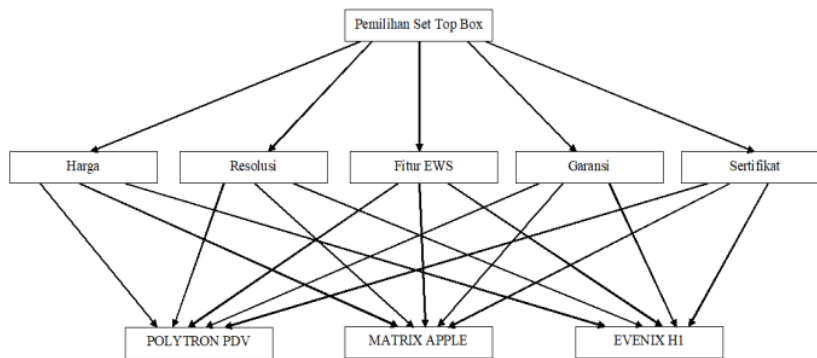 Pemilihan Set Top Box
Harga
Resolusi
Fitur EWS
Garansi
Sertifikat
POLYTRON PDV
MATRIX APPLE
EVENIX H1